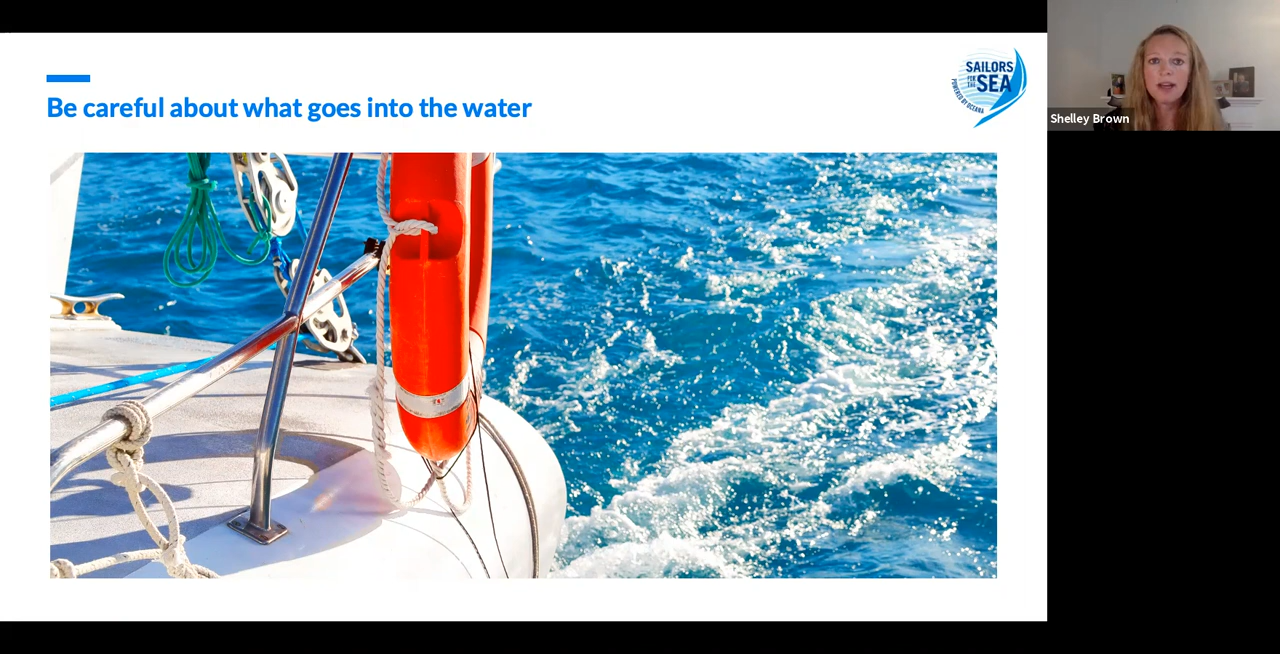 Be careful about what goes into the water
SAILORS
FOR
THE
SEA
POWERED BY OCEANA
Shelley Brown